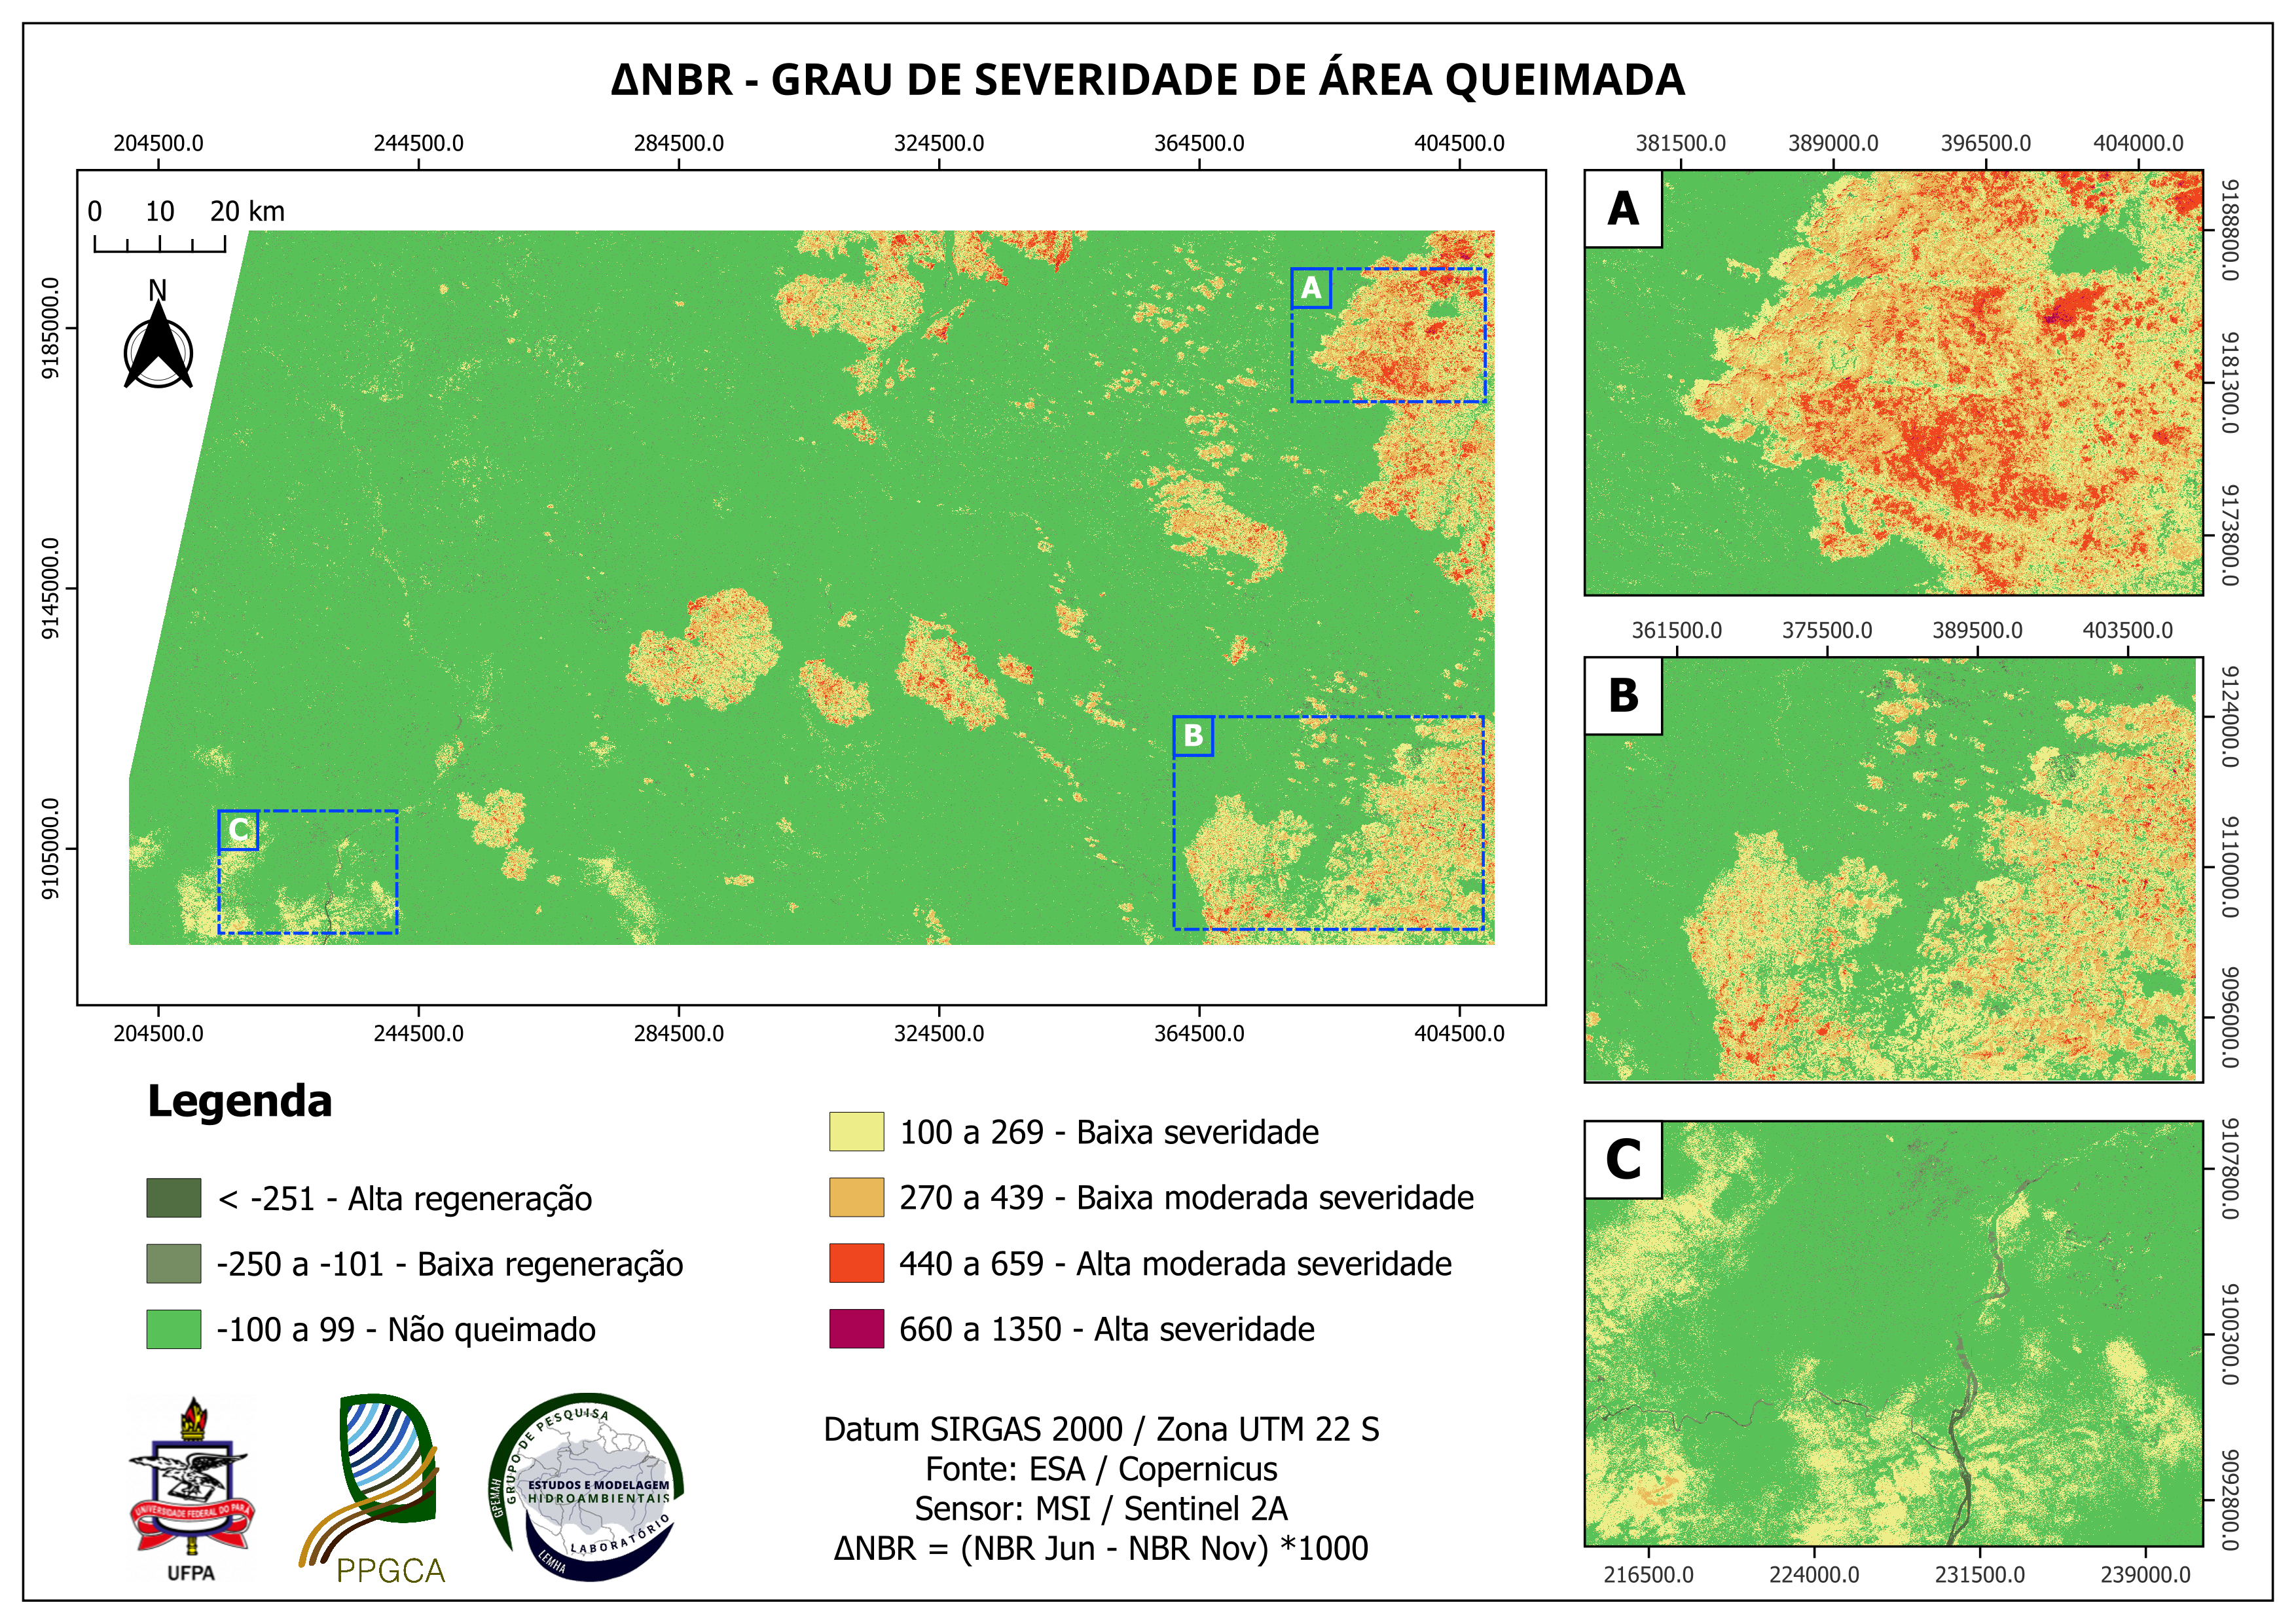 ΔNBR - GRAU DE SEVERIDADE DE ÁREA QUEIMADA
204500.0 244500.0 284500.0 324500.0 364500.0 404500.0
0 10 20 km
N
9185000.0
9145000.0
9105000.0
A
B
C
204500.0 244500.0 284500.0 324500.0 364500.0 404500.0
381500.0 389000.0 396500.0 404000.0
A
9188800.0
9181300.0
9173800.0
361500.0 375500.0 389500.0 403500.0
B
9124000.0
9110000.0
9096000.0
C
9107800.0
9100300.0
9092800.0
216500.0 224000.0 231500.0 239000.0
Legenda
< -251 - Alta regeneração
-250 a -101 - Baixa regeneração
-100 a 99 - Não queimado
100 a 269 - Baixa severidade
270 a 439 - Baixa moderada severidade
440 a 659 - Alta moderada severidade
660 a 1350 - Alta severidade
UNIVERSIDADE FEDERAL DO PARÁ
UFPA
PPGCA
GPEMAH
GRUPO DE PESQUISA
ESTUDOS E MODELAGEM
HIDROAMBIENTAIS
LABORATÓRIO
LEMHA
Datum SIRGAS 2000 / Zona UTM 22 S
Fonte: ESA / Copernicus
Sensor: MSI / Sentinel 2A
ΔNBR = (NBR Jun - NBR Nov) *1000